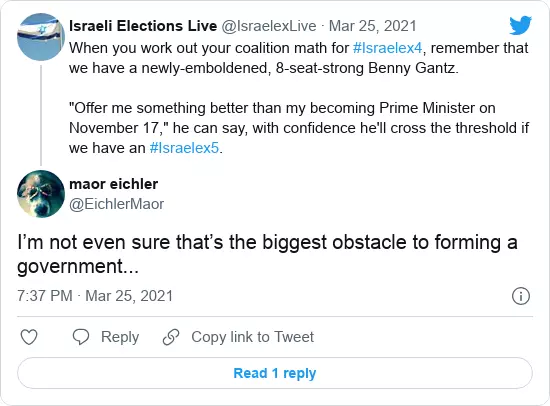 Israeli Elections Live @IsraelexLive · Mar 25, 2021
When you work out your coalition math for #Israelex4, remember that
we have a newly-emboldened, 8-seat-strong Benny Gantz.
"Offer me something better than my becoming Prime Minister on
November 17," he can say, with confidence he'll cross the threshold if
we have an #Israelex5.
maor eichler
@EichlerMaor
I’m not even sure that’s the biggest obstacle to forming a
government...
7:37 PM · Mar 25, 2021
Reply
Copy link to Tweet
Read 1 reply